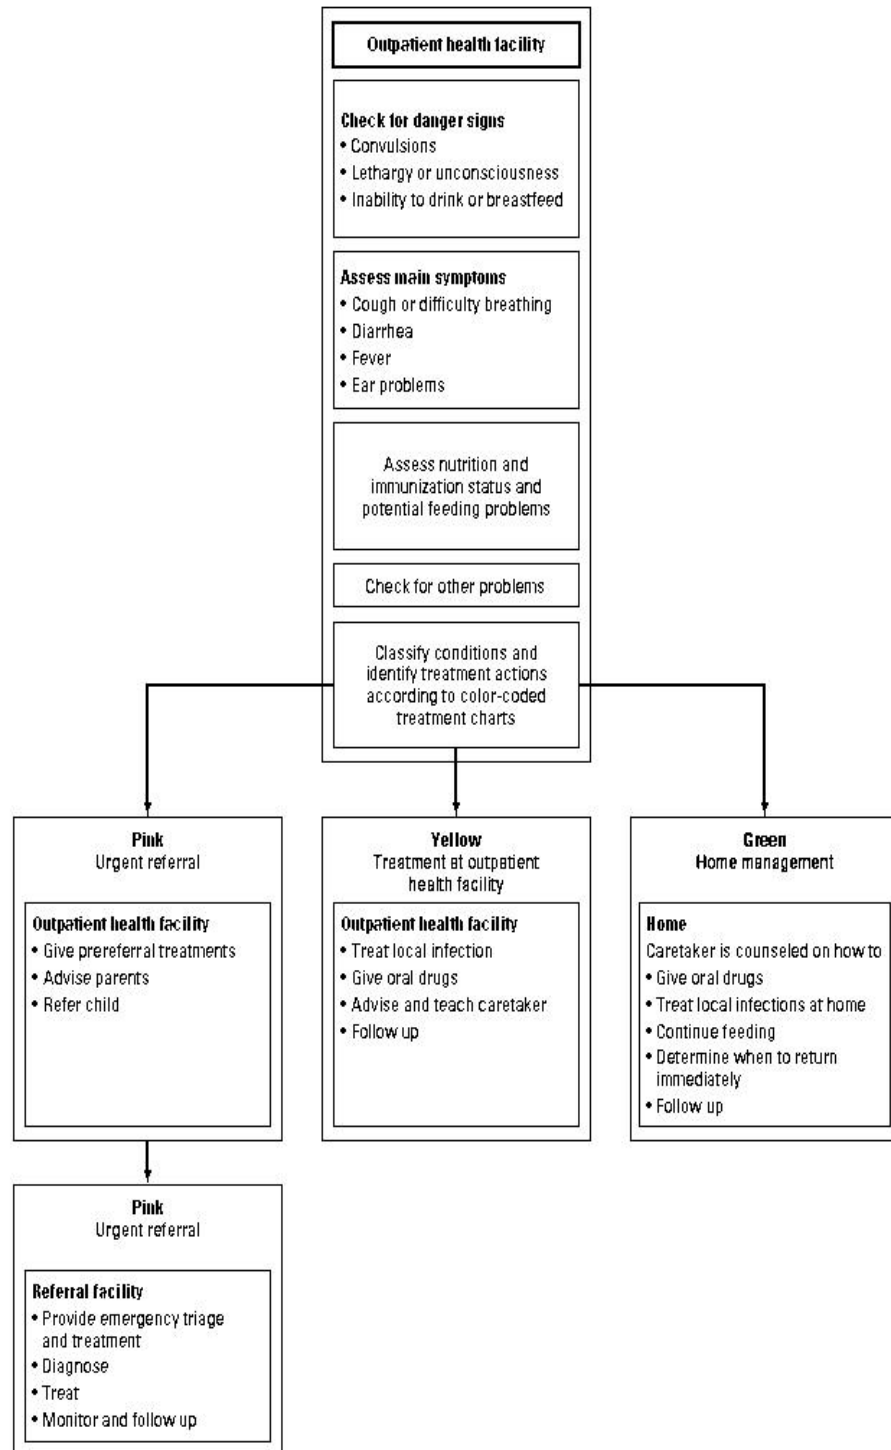 Outpatient health facility
Check for danger signs
• Convulsions
• Lethargy or unconsciousness
• Inability to drink or breastfeed
Assess main symptoms
• Cough or difficulty breathing
• Diarrhea
• Fever
• Ear problems
Assess nutrition and
immunization status and
potential feeding problems
Check for other problems
Classify conditions and
identify treatment actions
according to color-coded
treatment charts
Pink
Urgent referral
Outpatient health facility
• Give prereferral treatments
• Advise parents
• Refer child
Yellow
Treatment at outpatient
health facility
Outpatient health facility
• Treat local infection
• Give oral drugs
• Advise and teach caretaker
• Follow up
Green
Home management
Home
Caretaker is counseled on how to
• Give oral drugs
• Treat local infections at home
• Continue feeding
• Determine when to return
immediately
• Follow up
Pink
Urgent referral
Referral facility
• Provide emergency triage
and treatment
• Diagnose
• Treat
• Monitor and follow up